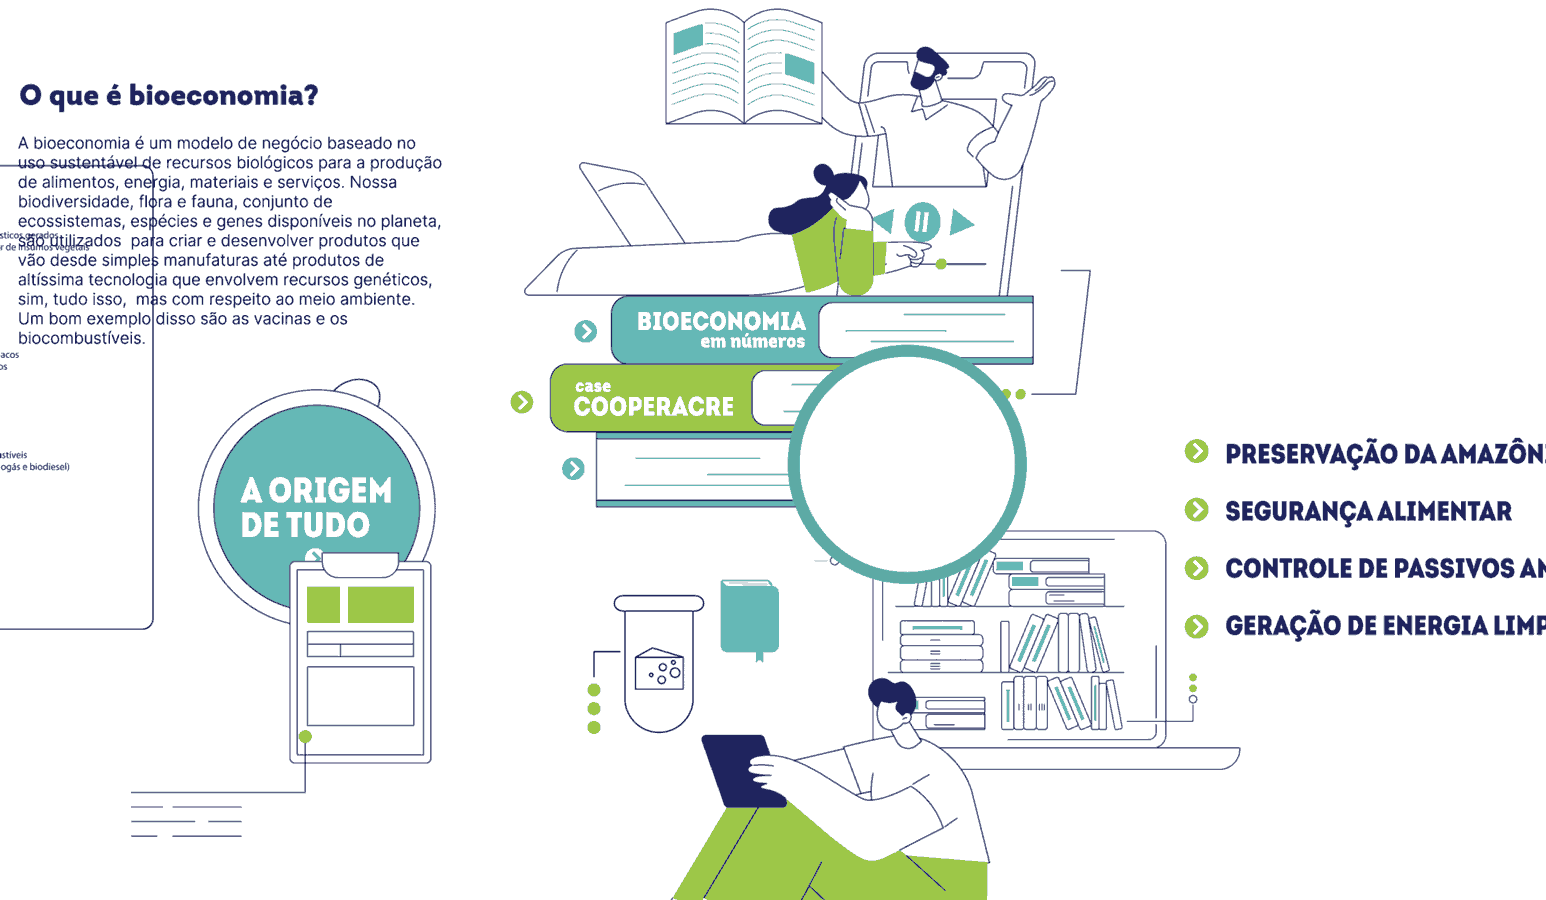 O que é bioeconomia?
A bioeconomia é um modelo de negócio baseado no
uso sustentável de recursos biológicos para a produção
de alimentos, energia, materiais e serviços. Nossa
biodiversidade, flora e fauna, conjunto de
ecossistemas, espécies e genes disponíveis no planeta,
são utilizados para criar e desenvolver produtos que
vão desde simples manufaturas até produtos de
altíssima tecnologia que envolvem recursos genéticos,
sim, tudo isso, mas com respeito ao meio ambiente.
Um bom exemplo disso são as vacinas e os
biocombustíveis.
sticos gerados
r de insumos vegetais
acos
os
ustíveis
ogás e biodiesel)
A ORIGEM
DE TUDO
BIOECONOMIA
em números
case
COOPERACRE
PRESERVAÇÃO DA AMAZÔN
SEGURANÇA ALIMENTAR
CONTROLE DE PASSIVOS AN
GERAÇÃO DE ENERGIA LIMP